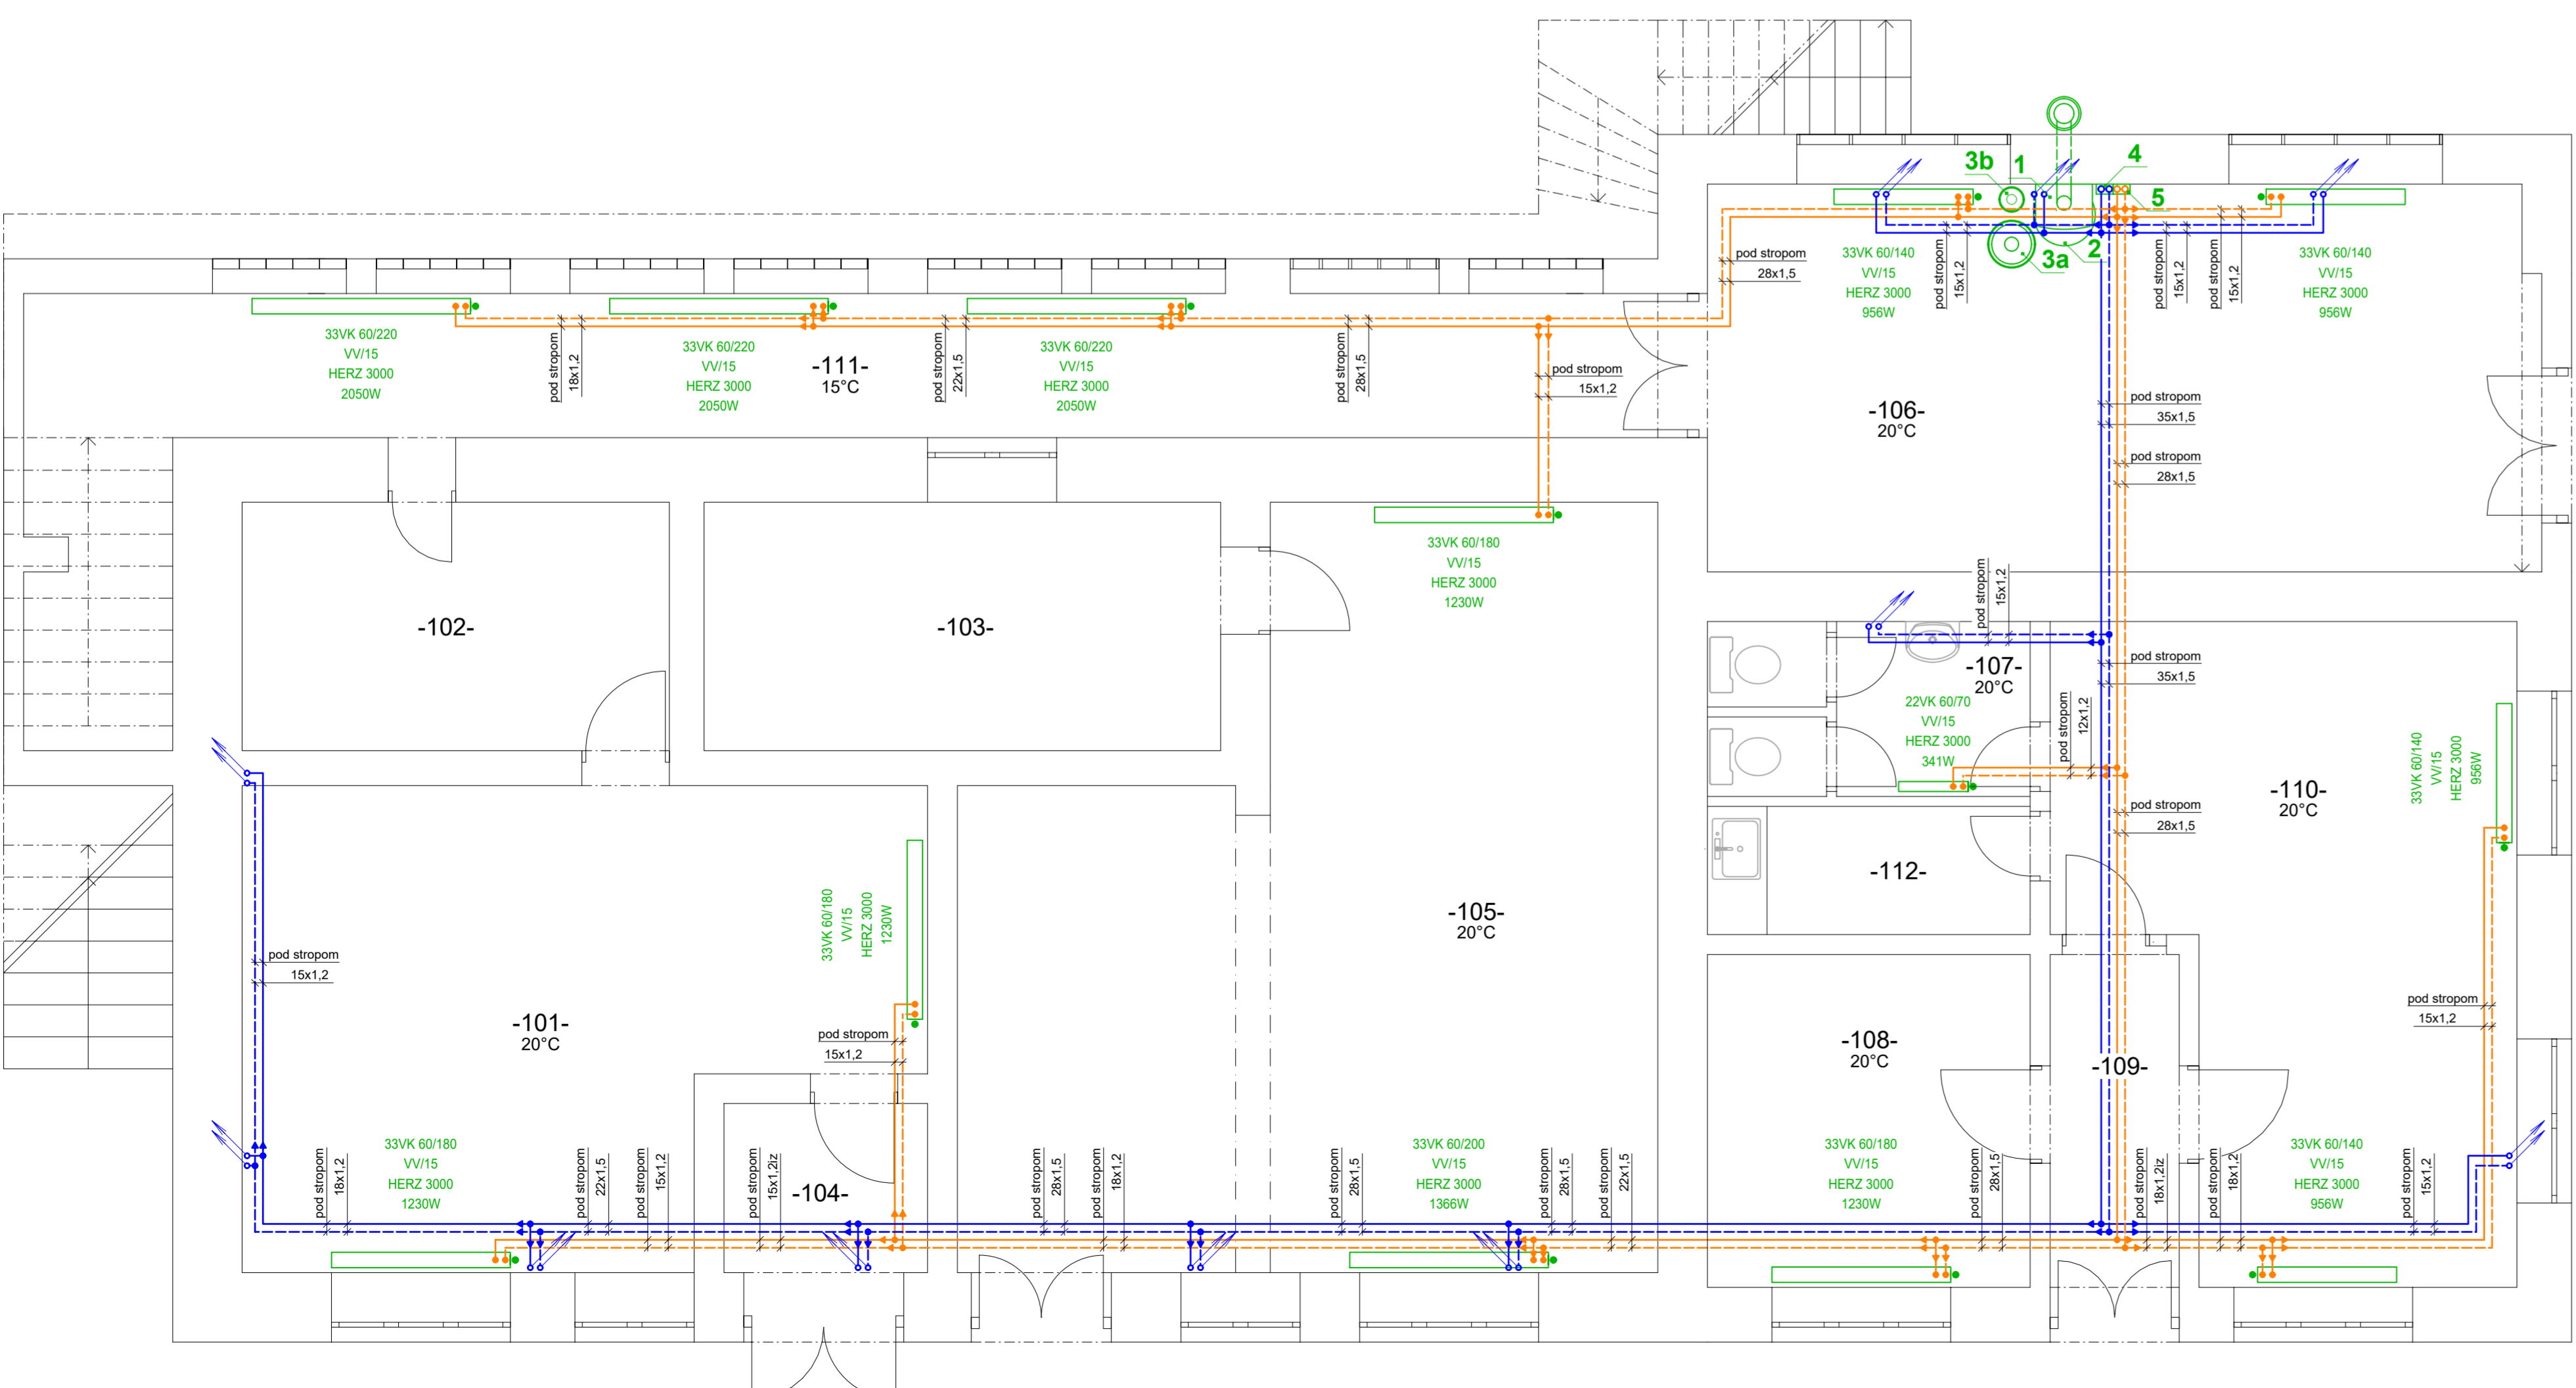 3b
1
4
5
2
3a
33VK 60/140
VV/15
HERZ 3000
956W
pod stropom
15x1,2
pod stropom
15x1,2
pod stropom
15x1,2
33VK 60/140
VV/15
HERZ 3000
956W
pod stropom
28x1,5
33VK 60/220
VV/15
HERZ 3000
2050W
pod stropom
18x1,2
33VK 60/220
VV/15
HERZ 3000
2050W
-111-
15°C
pod stropom
22x1,5
33VK 60/220
VV/15
HERZ 3000
2050W
pod stropom
28x1,5
pod stropom
15x1,2
-106-
20°C
pod stropom
35x1,5
pod stropom
28x1,5
33VK 60/180
VV/15
HERZ 3000
1230W
-102-
-103-
pod stropom
15x1,2
-107-
20°C
pod stropom
35x1,5
22VK 60/70
VV/15
HERZ 3000
341W
pod stropom
12x1,2
33VK 60/140
VV/15
HERZ 3000
956W
-110-
20°C
pod stropom
28x1,5
-112-
33VK 60/180
VV/15
HERZ 3000
1230W
-105-
20°C
pod stropom
15x1,2
-101-
20°C
pod stropom
15x1,2
-108-
20°C
-109-
pod stropom
15x1,2
pod stropom
18x1,2
33VK 60/180
VV/15
HERZ 3000
1230W
pod stropom
22x1,5
pod stropom
15x1,2
pod stropom
15x1,2iz
-104-
pod stropom
28x1,5
pod stropom
18x1,2
pod stropom
28x1,5
33VK 60/200
VV/15
HERZ 3000
1366W
pod stropom
28x1,5
pod stropom
22x1,5
33VK 60/180
VV/15
HERZ 3000
1230W
pod stropom
28x1,5
pod stropom
18x1,2iz
pod stropom
18x1,2
33VK 60/140
VV/15
HERZ 3000
956W
pod stropom
15x1,2